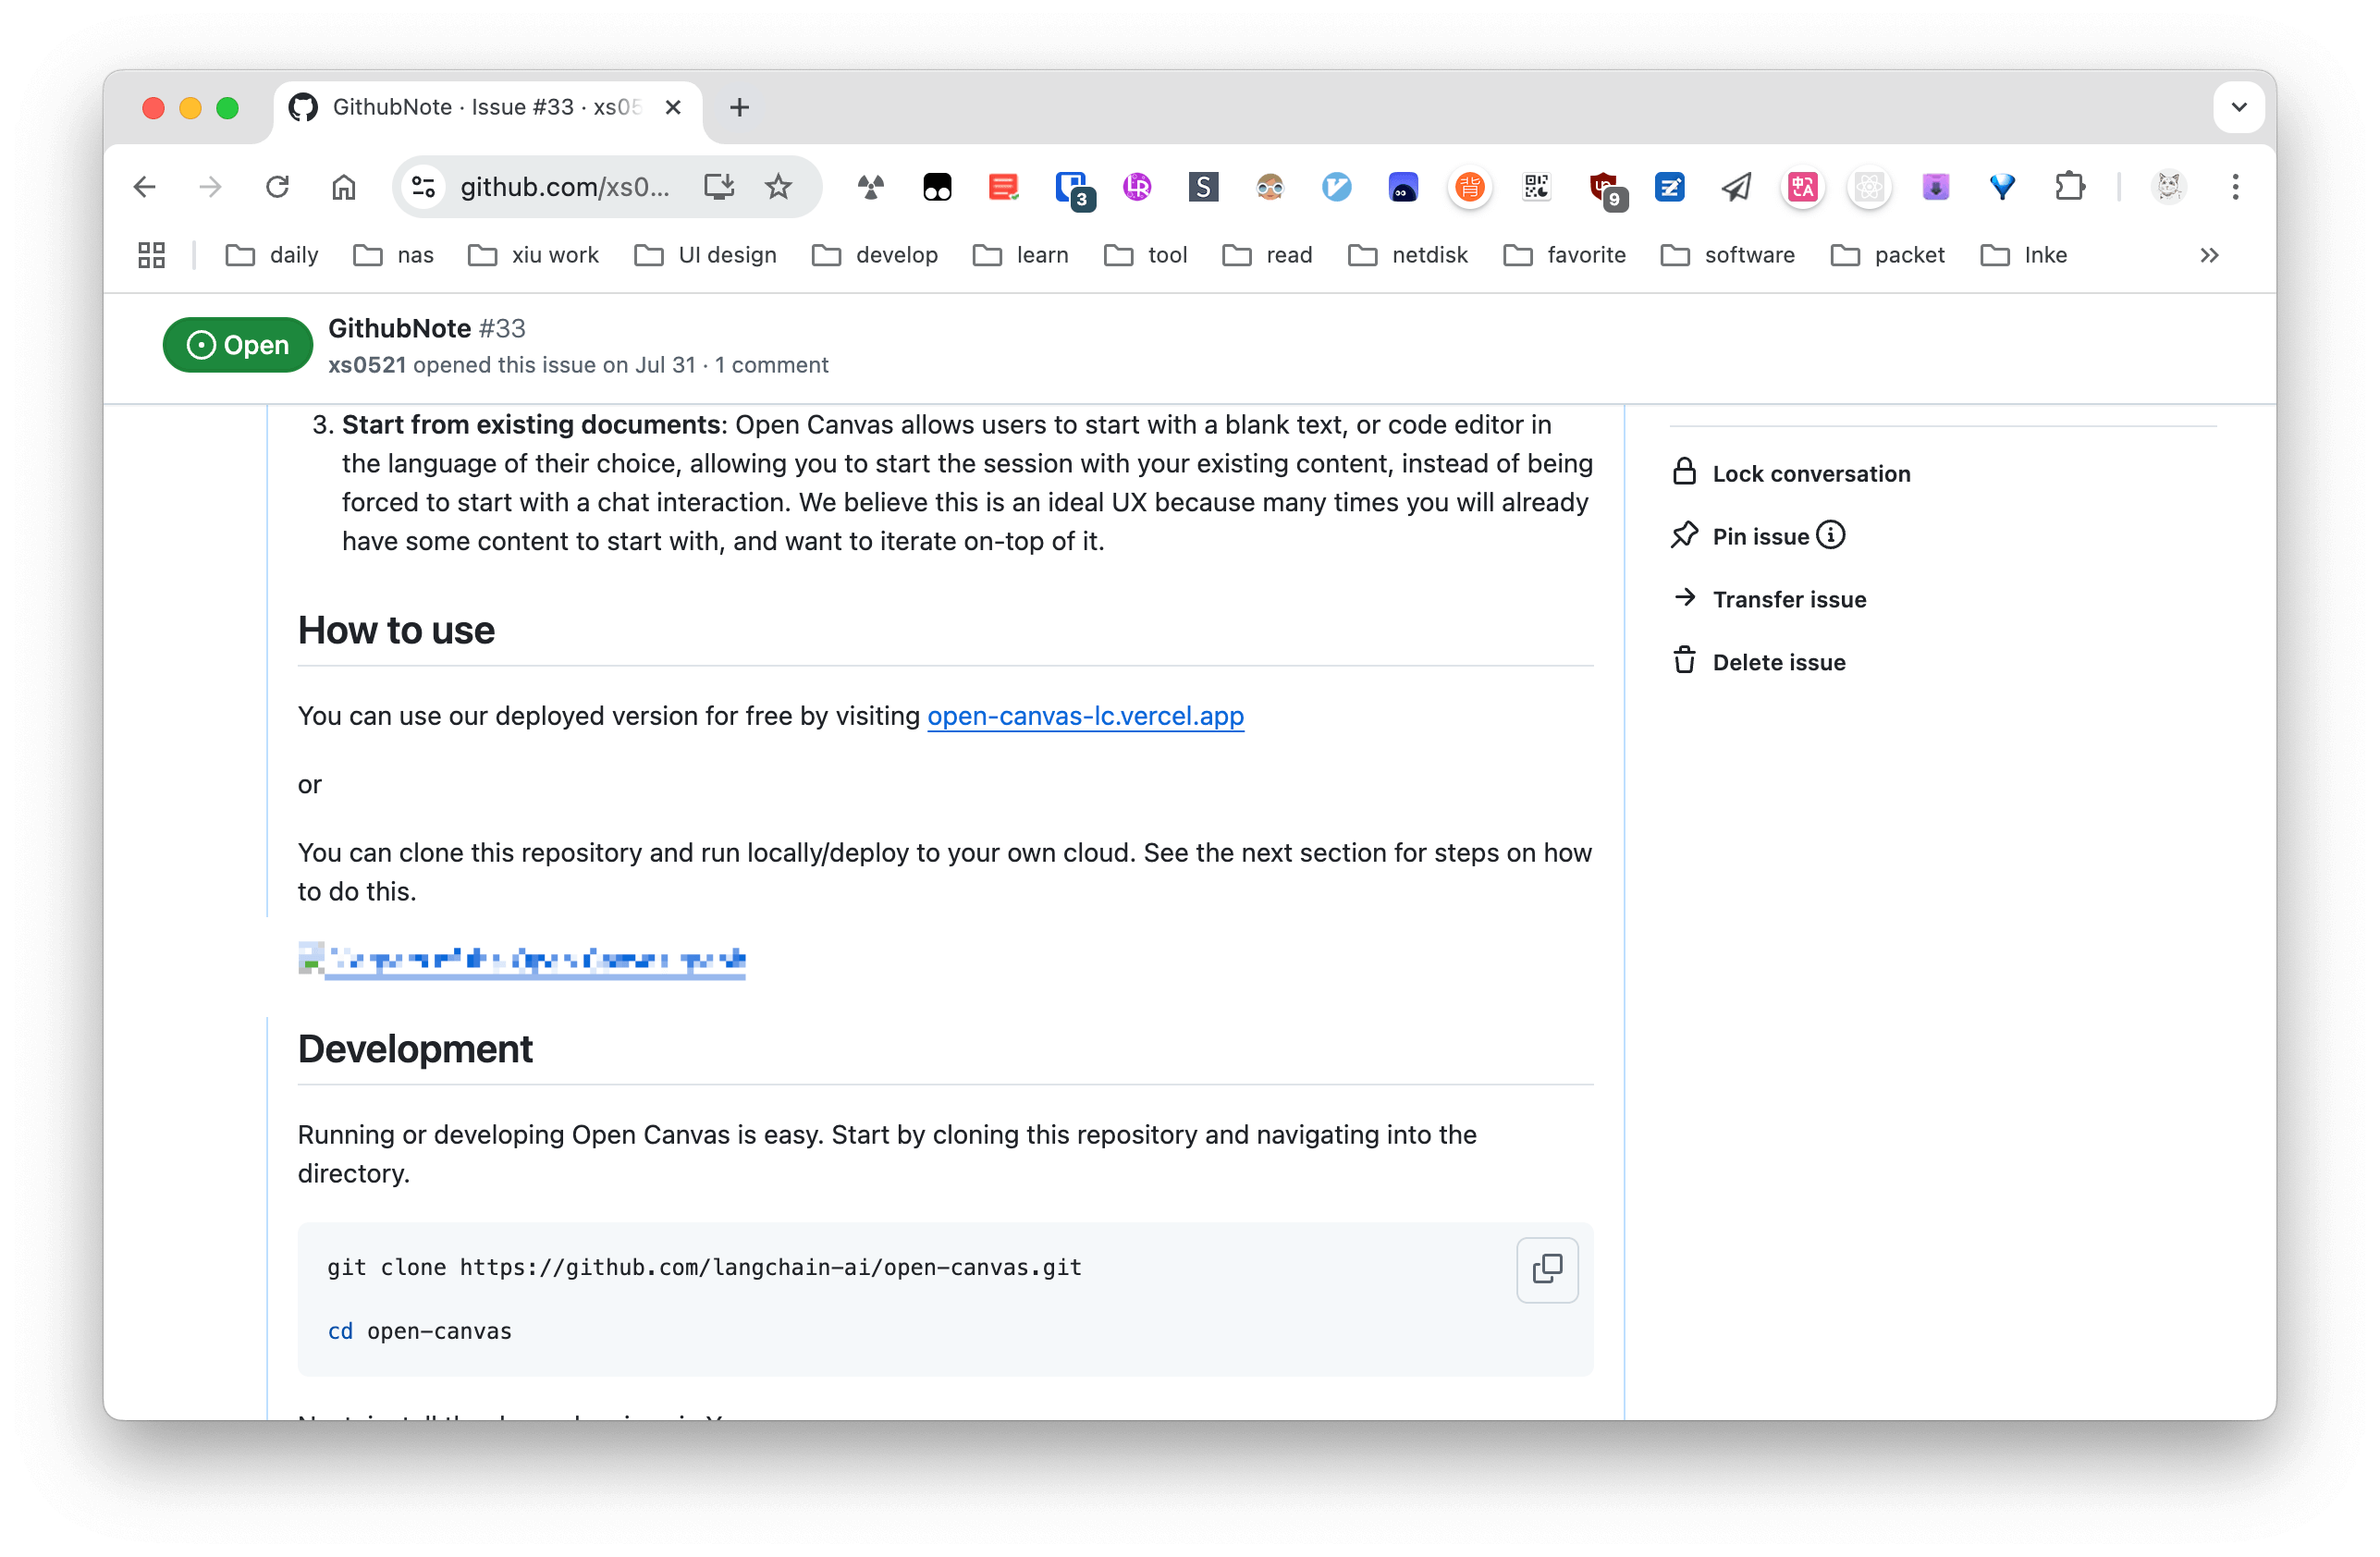 GithubNote · Issue #33 · xs05
github.com/xs0...
3
9
daily
nas
xiu work
UI design
develop
learn
tool
read
netdisk
favorite
software
packet
Inke
Open
GithubNote #33
xs0521 opened this issue on Jul 31 · 1 comment
3. Start from existing documents: Open Canvas allows users to start with a blank text, or code editor in
the language of their choice, allowing you to start the session with your existing content, instead of being
forced to start with a chat interaction. We believe this is an ideal UX because many times you will already
have some content to start with, and want to iterate on-top of it.
Lock conversation
Pin issue
Transfer issue
Delete issue
How to use
You can use our deployed version for free by visiting open-canvas-lc.vercel.app
or
You can clone this repository and run locally/deploy to your own cloud. See the next section for steps on how
to do this.
Development
Running or developing Open Canvas is easy. Start by cloning this repository and navigating into the
directory.
git clone https://github.com/langchain-ai/open-canvas.git
cd open-canvas